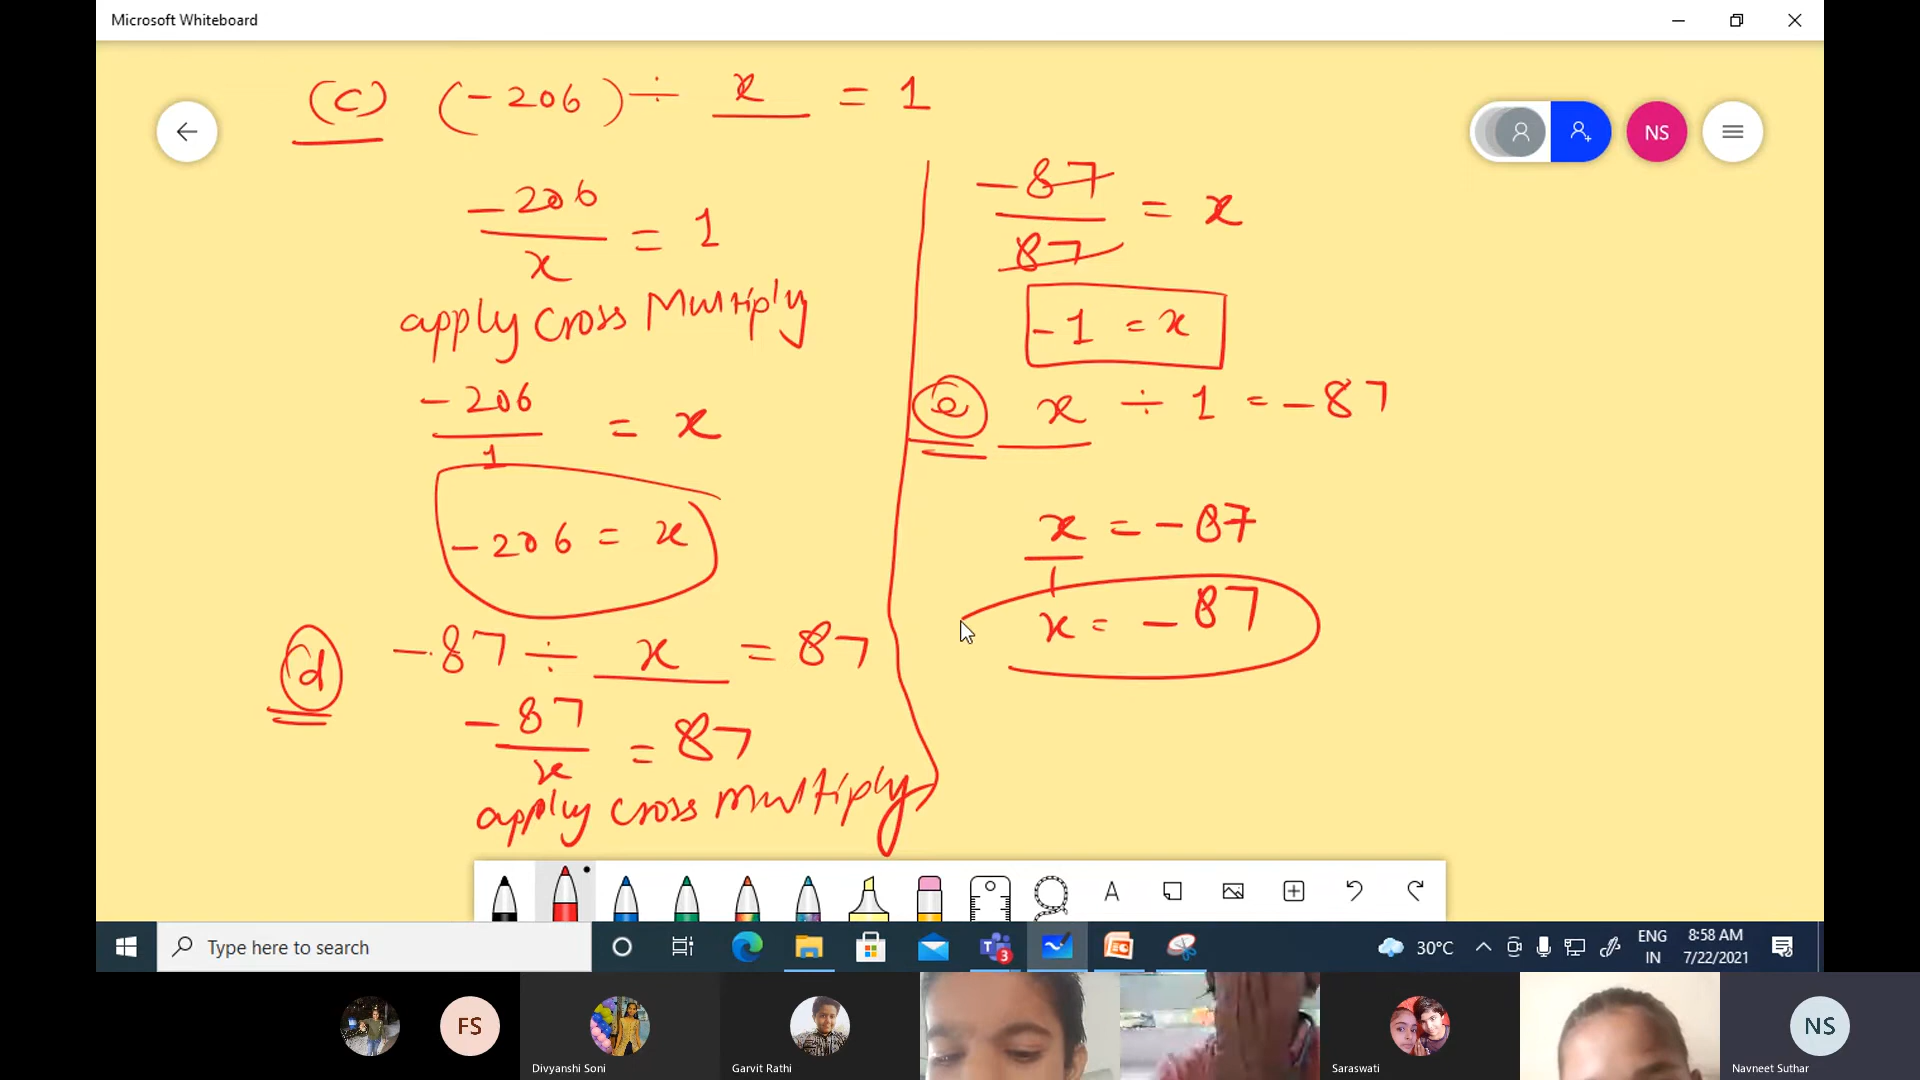 Microsoft Whiteboard
(c) (-206) ÷ x = 1
-206/x = 1
apply cross Multiply
-206/1 = x
-206 = x
(d) -87 ÷ x = 87
-87/x = 87
apply cross multiply
-87/87 = x
-1 = x
(e) x ÷ 1 = -87
x/1 = -87
x = -87
NS
A
Type here to search
3
30°C
ENG
IN
8:58 AM
7/22/2021
FS
NS
Divyanshi Soni
Garvit Rathi
Saraswati
Navneet Suthar